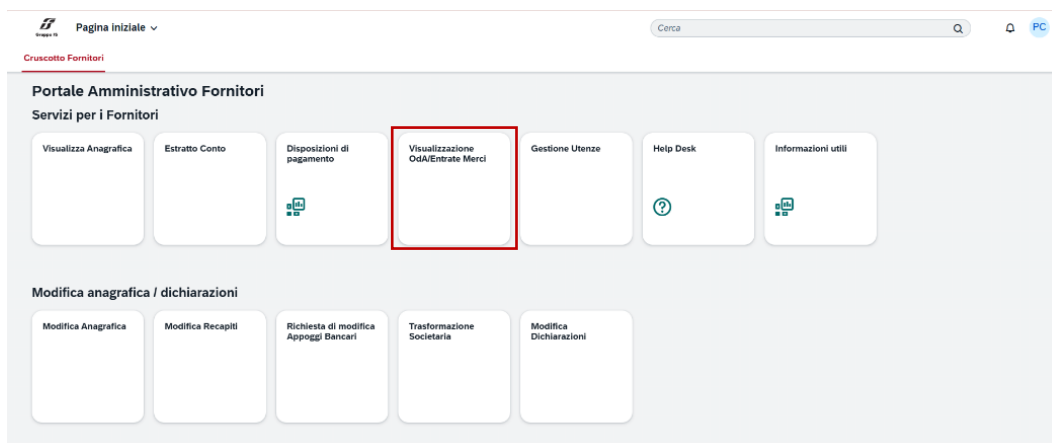 Gruppo FS
Pagina iniziale
Cerca
PC
Cruscotto Fornitori
Portale Amministrativo Fornitori
Servizi per i Fornitori
Visualizza Anagrafica
Estratto Conto
Disposizioni di
pagamento
Visualizzazione
OdA/Entrate Merci
Gestione Utenze
Help Desk
Informazioni utili
Modifica anagrafica / dichiarazioni
Modifica Anagrafica
Modifica Recapiti
Richiesta di modifica
Appoggi Bancari
Trasformazione
Societaria
Modifica
Dichiarazioni